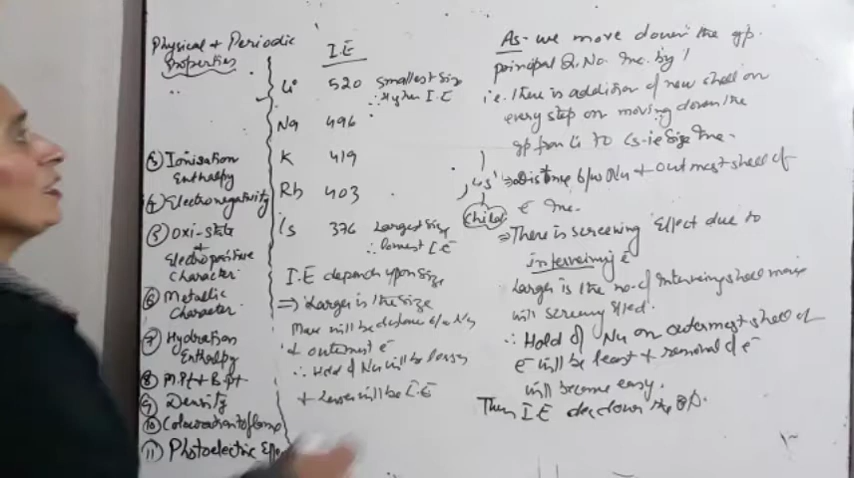 Physical + Periodic
Properties
③ Ionisation
Enthalpy
④ Electronegativity
⑤ Oxi-state
+
Electropositive
Character
⑥ Metallic
Character
⑦ Hydration
Enthalpy
⑧ M.Pt + B.pt
⑨ Density
⑩ Colouration to flame
⑪ Photoelectric Effe
I.E
Li 520 Smallest Size
∴ Higher I.E
Na 496
K 419
Rb 403
Cs 376 Largest Size
∴ lowest I.E
I.E depends upon Size
⇒ Larger is the Size
More will be distance b/w Nu
+ outermost e⁻
∴ Hold of Nu will be lesser
+ Lesser will be I.E
As- we move down the gp.
principal Q. No. Inc. by 1
i.e. there is addition of new shell on
every step on moving down the
gp from Li to Cs - ie Size Inc.
⇒ Distance b/w Nu + outermost shell of
e⁻ Inc.
⇒ There is screening Effect due to
intervening e⁻
Larger is the no. of intervening shell more
will screening effect.
∴ Hold of Nu on outermost shell of
e⁻ will be least + removal of e⁻
will become easy.
Then I.E dec down the gp.